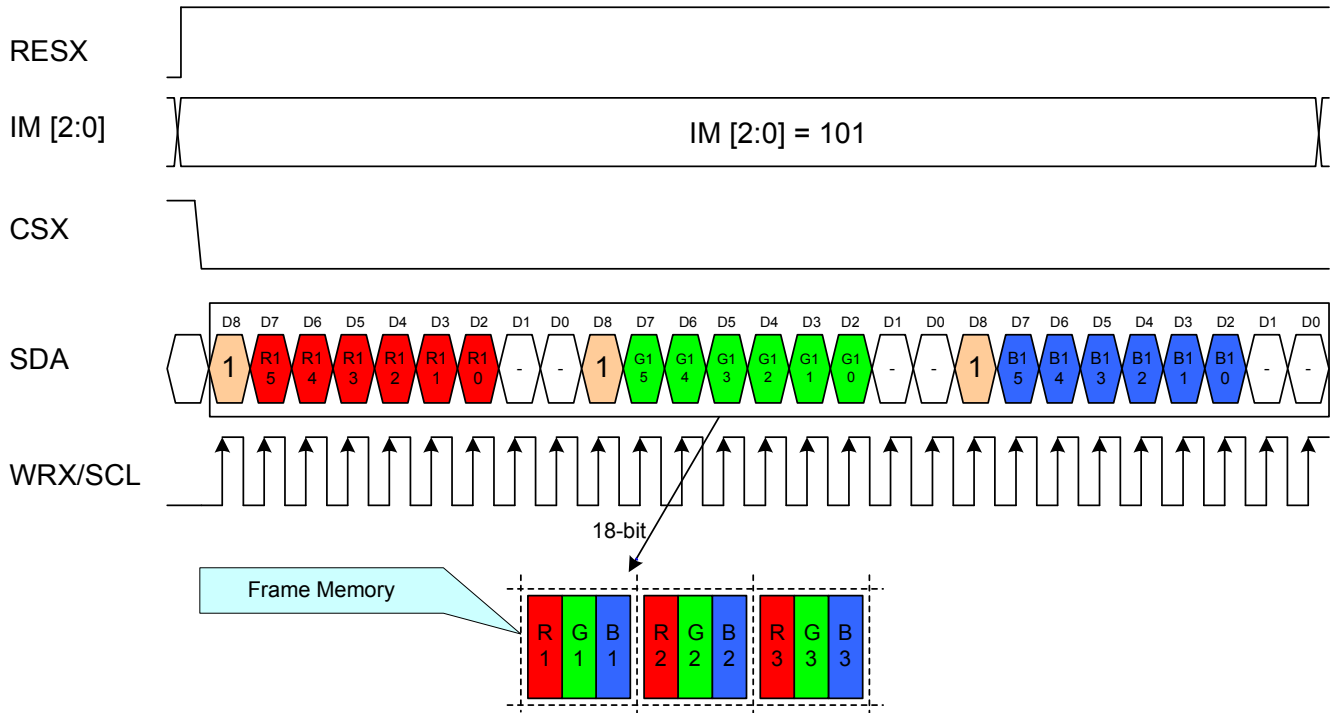 RESX
IM [2:0]
IM [2:0] = 101
CSX
D8 D7 D6 D5 D4 D3 D2 D1 D0 D8 D7 D6 D5 D4 D3 D2 D1 D0 D8 D7 D6 D5 D4 D3 D2 D1 D0
SDA
1 R1 R1 R1 R1 R1 R1 - - 1 G1 G1 G1 G1 G1 G1 - - 1 B1 B1 B1 B1 B1 B1 - -
5 4 3 2 1 0 5 4 3 2 1 0 5 4 3 2 1 0
WRX/SCL
18-bit
Frame Memory
R G B R G B R G B
1 1 1 2 2 2 3 3 3